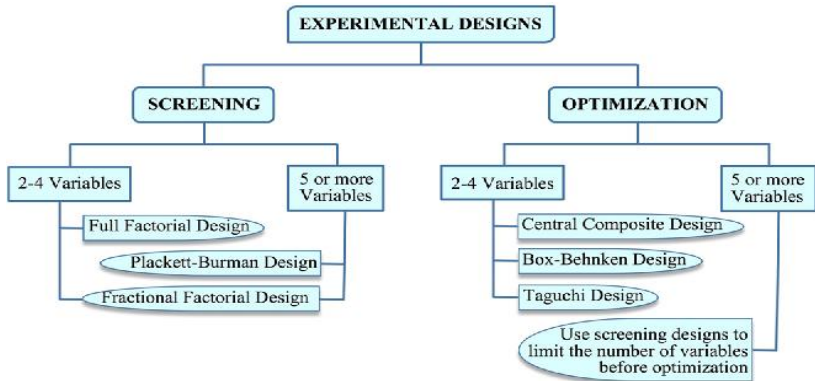 EXPERIMENTAL DESIGNS
SCREENING
OPTIMIZATION
2-4 Variables
5 or more
Variables
Full Factorial Design
Plackett-Burman Design
Fractional Factorial Design
2-4 Variables
5 or more
Variables
Central Composite Design
Box-Behnken Design
Taguchi Design
Use screening designs to
limit the number of variables
before optimization